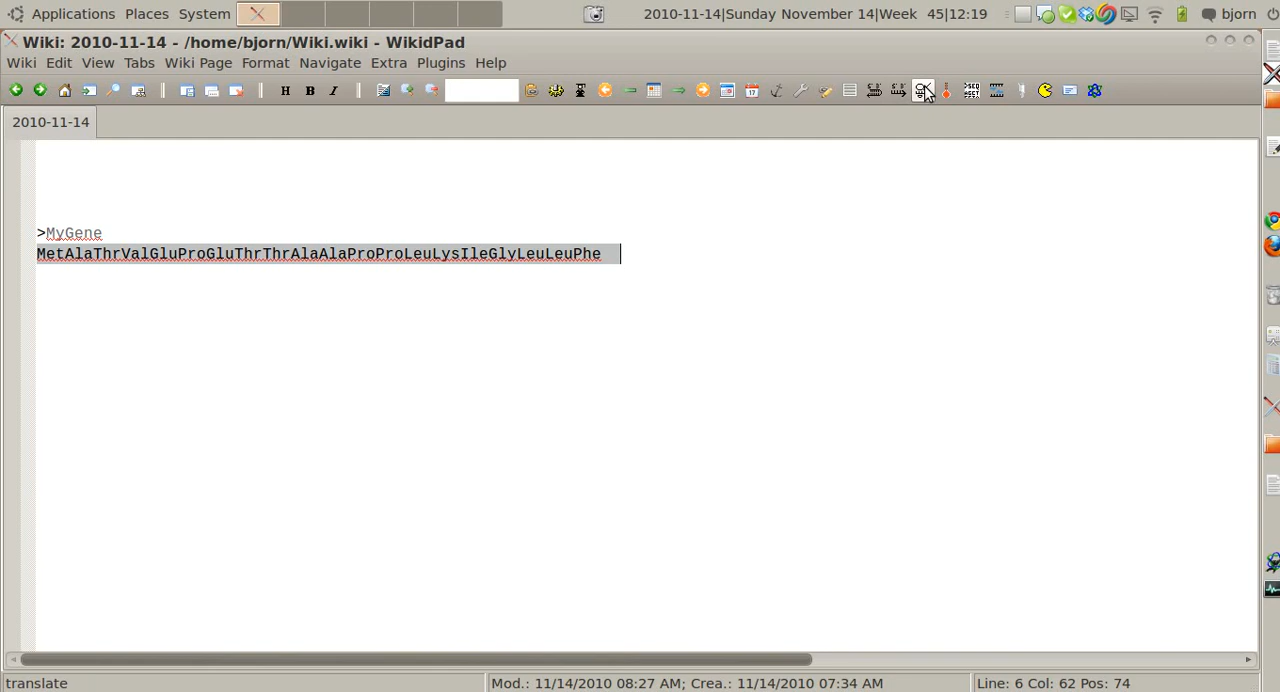 Applications Places System 2010-11-14|Sunday November 14|Week 45|12:19 bjorn
Wiki: 2010-11-14 - /home/bjorn/Wiki.wiki - WikidPad
Wiki Edit View Tabs Wiki Page Format Navigate Extra Plugins Help
H B I
2010-11-14
>MyGene
MetAlaThrValGluProGluThrThrAlaAlaProProLeuLysIleGlyLeuLeuPhe
translate Mod.: 11/14/2010 08:27 AM; Crea.: 11/14/2010 07:34 AM Line: 6 Col: 62 Pos: 74